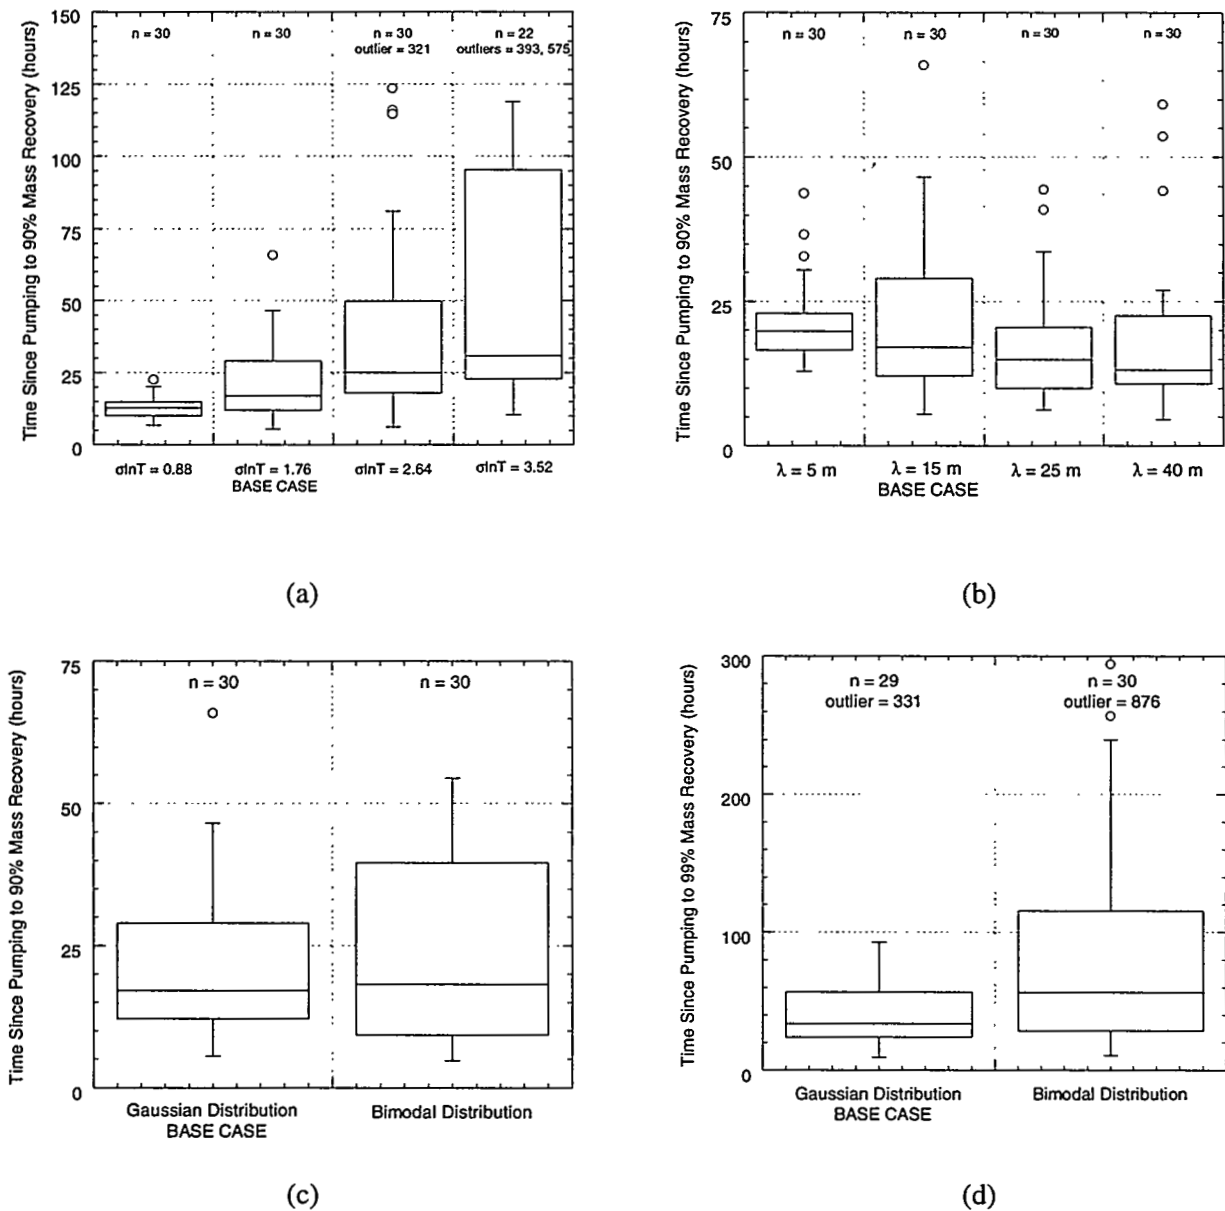 Time Since Pumping to 90% Mass Recovery (hours)
150
125
100
75
50
25
0
n = 30
n = 30
n = 30
outlier = 321
n = 22
outliers = 393, 575
σlnT = 0.88
σlnT = 1.76
BASE CASE
σlnT = 2.64
σlnT = 3.52
(a)
Time Since Pumping to 90% Mass Recovery (hours)
75
50
25
0
n = 30
n = 30
n = 30
n = 30
λ = 5 m
λ = 15 m
BASE CASE
λ = 25 m
λ = 40 m
(b)
Time Since Pumping to 90% Mass Recovery (hours)
75
50
25
0
n = 30
n = 30
Gaussian Distribution
BASE CASE
Bimodal Distribution
(c)
Time Since Pumping to 99% Mass Recovery (hours)
300
200
100
0
n = 29
outlier = 331
n = 30
outlier = 876
Gaussian Distribution
BASE CASE
Bimodal Distribution
(d)